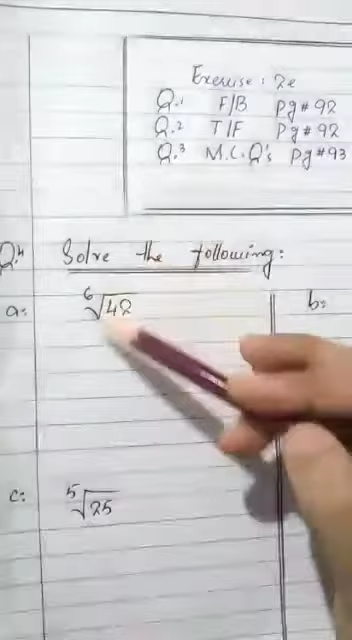 Exercise: 2e
Q.1 F/B Pg# 92
Q.2 T/F Pg# 92
Q.3 M.C.Q's Pg# 93
Q.4 Solve the following:
a: ⁶√48 b:
c: ⁵√25